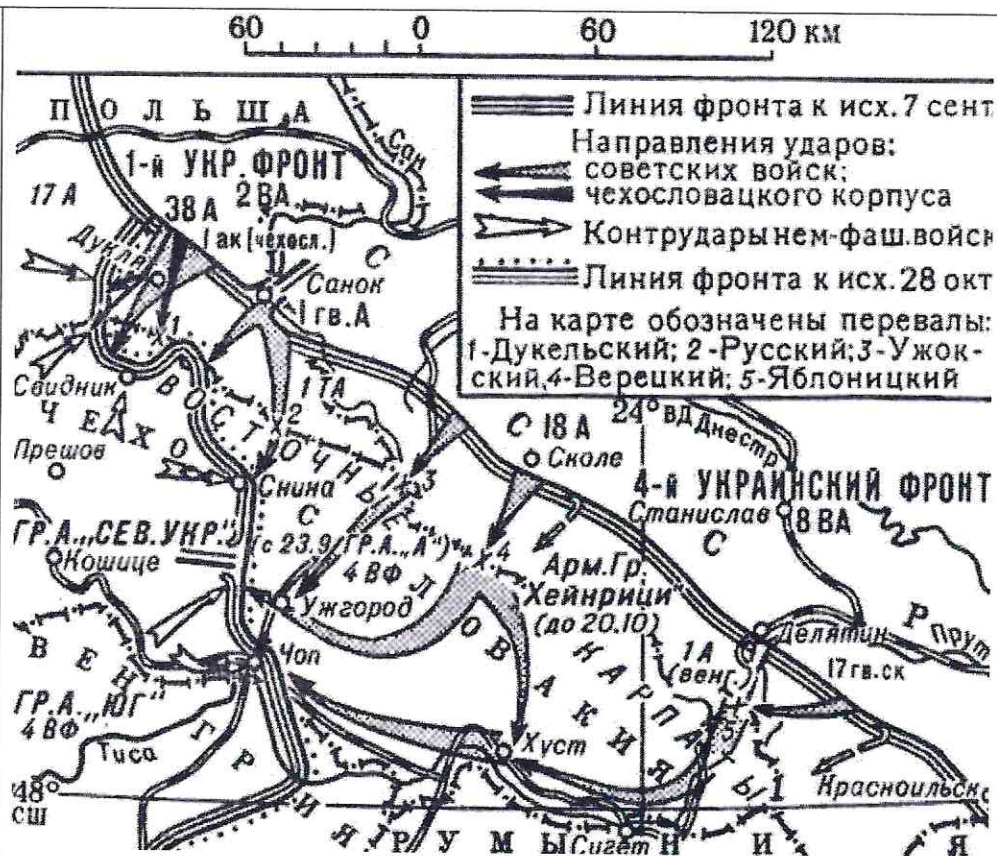 60 0 60 120 км
Линия фронта к исх. 7 сент
Направления ударов:
советских войск;
чехословацкого корпуса
Контрудары нем-фаш. войск
Линия фронта к исх. 28 окт
На карте обозначены перевалы:
1-Дукельский; 2-Русский; 3-Ужок-
ский, 4-Верецкий; 5-Яблоницкий
ПОЛЬША
Сан
1-й УКР. ФРОНТ
2 ВА
17 А
38 А
1 ак (чехосл.)
Дукля
Санок
1 гв. А
С
1
Свидник
1 ТА
2
24° ВД
Днестр
ЧЕХО
С
Л
О
В
А
К
И
Я
ВОСТОЧНЫЕ
Прешов
3
18 А
Сколе
С
4-й УКРАИНСКИЙ ФРОНТ
Снина
Станислав
8 ВА
С
Р
ГР.А. „СЕВ. УКР."
(с 23.9 ГР.А. „А")
4 ВФ
4
Кошице
Арм. Гр.
„Хейнрици"
(до 20.10)
Ужгород
Делятин
Прут
ВЕНГРИЯ
Чоп
1 А
(венг.)
17 гв. ск
КАРПАТЫ
ГР.А. „ЮГ"
4 ВФ
5
Тиса
Хуст
Красноильск
48°
СШ
РУМЫНИЯ
Сигет